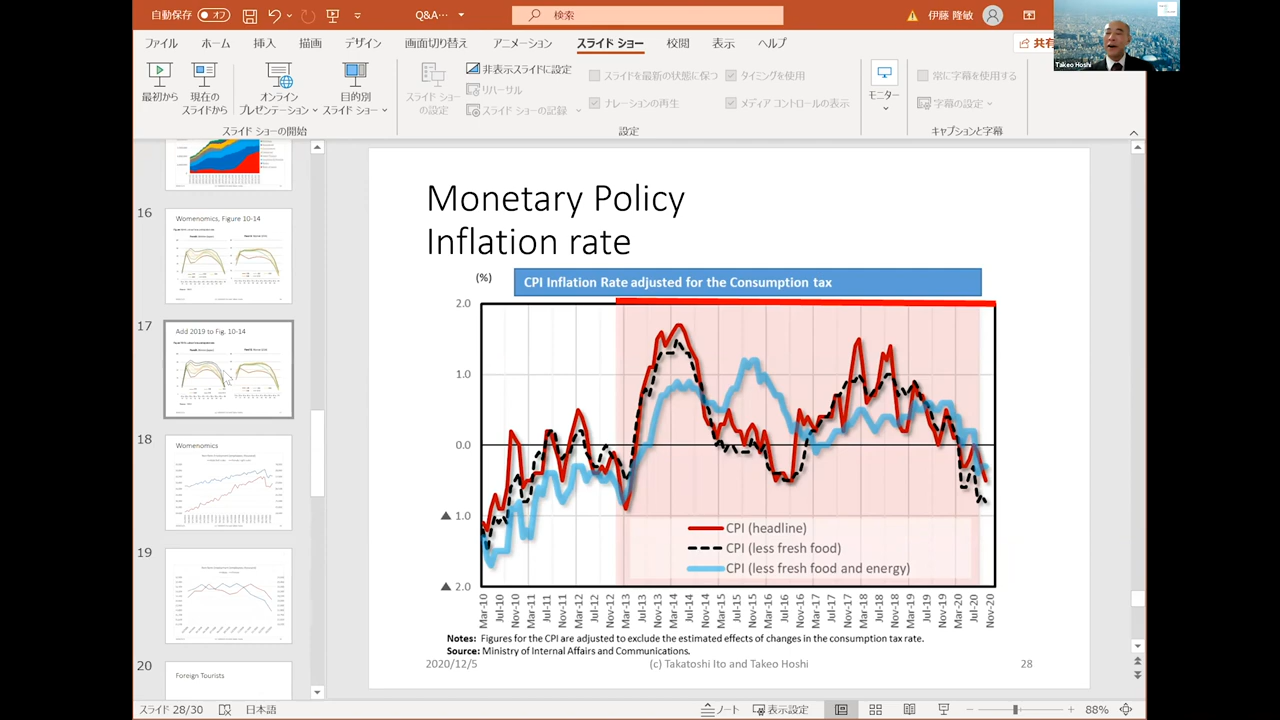 自動保存 オフ Q&A… 検索 伊藤 隆敏
ファイル ホーム 挿入 描画 デザイン 画面切り替え アニメーション スライド ショー 校閲 表示 ヘルプ 共有
Takeo Hoshi
最初から
現在の
スライドから
オンライン
プレゼンテーション
目的別
スライド ショー
スライド ショー
の設定
非表示スライドに設定
リハーサル
スライド ショーの記録
スライドを最新の状態に保つ
ナレーションの再生
タイミングを使用
メディア コントロールの表示
モニター
常に字幕を使用する
字幕の設定
スライド ショーの開始 設定 キャプションと字幕
16
Womenomics, Figure 10-14
17
Add 2019 to Fig. 10-14
18
Womenomics
19
20
Foreign Tourists
Monetary Policy
Inflation rate
(%)
CPI Inflation Rate adjusted for the Consumption tax
2.0
1.0
0.0
▲ 1.0
▲ 2.0
CPI (headline)
CPI (less fresh food)
CPI (less fresh food and energy)
Mar-10 Jul-10 Nov-10 Mar-11 Jul-11 Nov-11 Mar-12 Jul-12 Nov-12 Mar-13 Jul-13 Nov-13 Mar-14 Jul-14 Nov-14 Mar-15 Jul-15 Nov-15 Mar-16 Jul-16 Nov-16 Mar-17 Jul-17 Nov-17 Mar-18 Jul-18 Nov-18 Mar-19 Jul-19 Nov-19 Mar-20 Jul-20 Nov-20
Notes: Figures for the CPI are adjusted to exclude the estimated effects of changes in the consumption tax rate.
Source: Ministry of Internal Affairs and Communications.
2020/12/5 (c) Takatoshi Ito and Takeo Hoshi 28
スライド 28/30 日本語 ノート 表示設定 88%